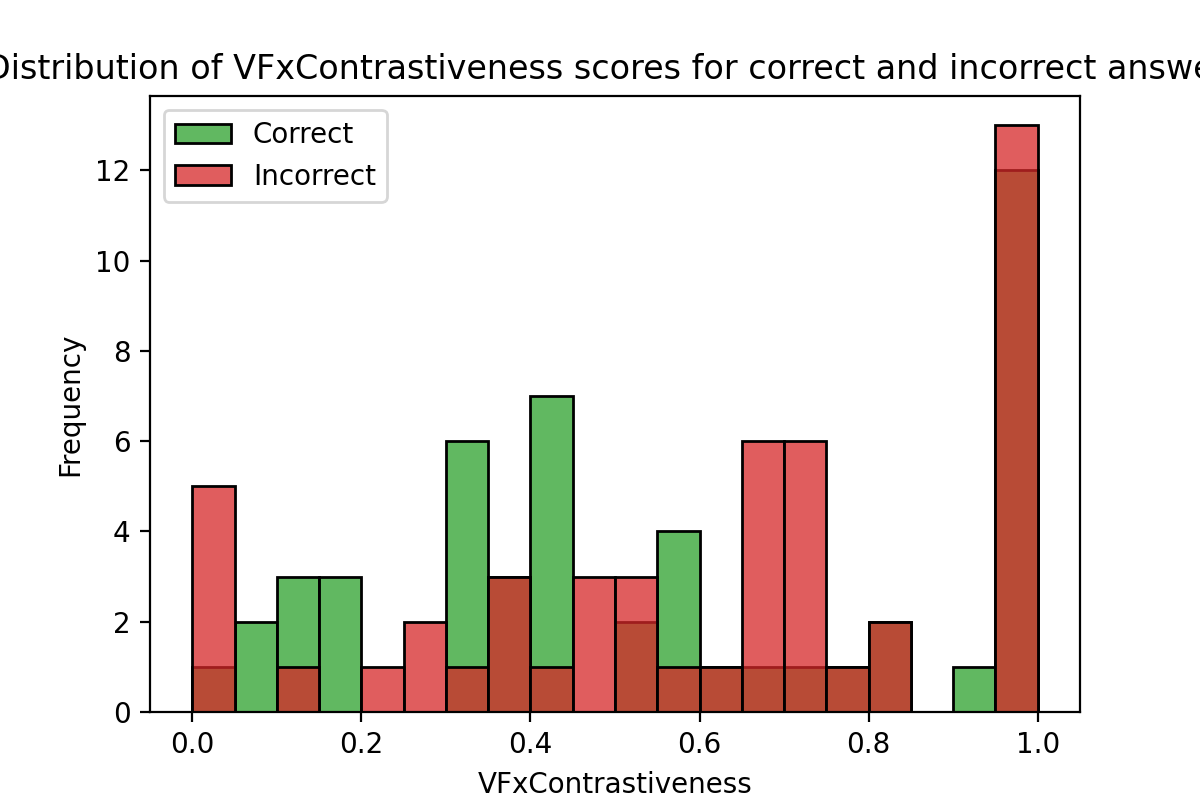 Distribution of VFxContrastiveness scores for correct and incorrect answe
Correct
Incorrect
12
10
8
6
4
2
0
Frequency
0.0 0.2 0.4 0.6 0.8 1.0
VFxContrastiveness